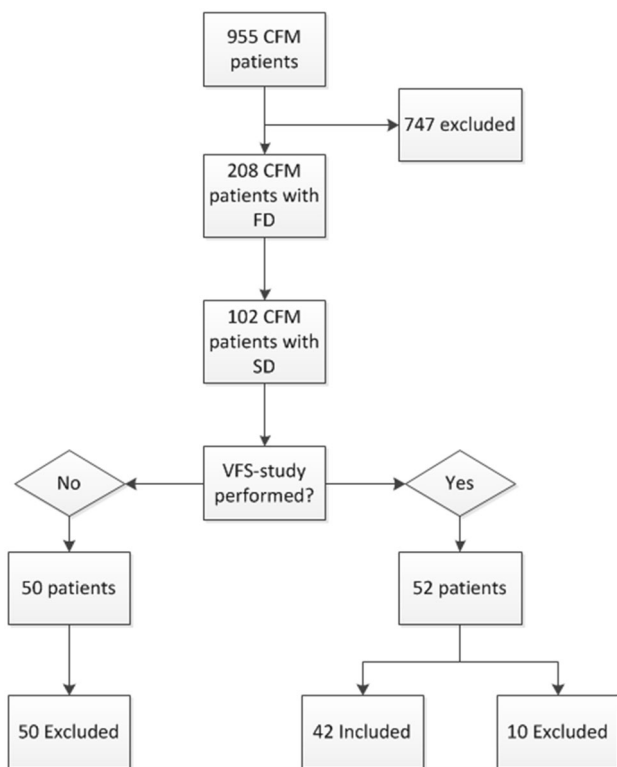 955 CFM
patients
747 excluded
208 CFM
patients with
FD
102 CFM
patients with
SD
No
VFS-study
performed?
Yes
50 patients
52 patients
50 Excluded
42 Included
10 Excluded